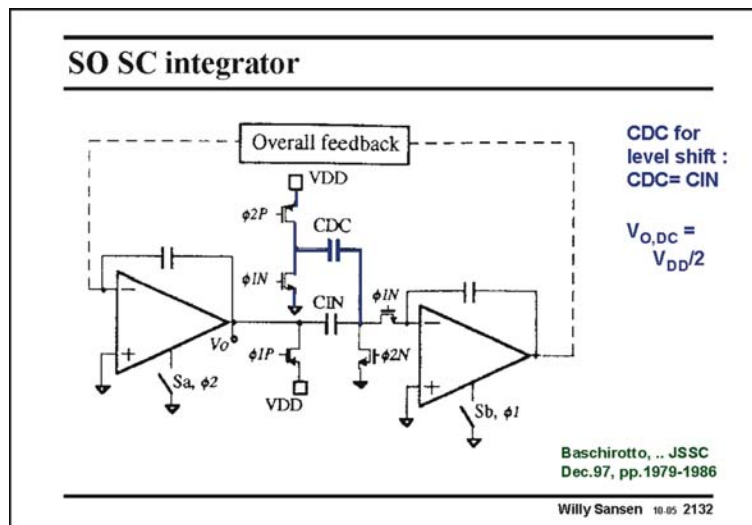 SO SC integrator
Overall feedback
VDD
ϕ2P
CDC
ϕ1N
CIN
ϕ1N
−
+
Vo
ϕ1P
VDD
ϕ2N
−
+
Sa, ϕ2
Sb, ϕ1
CDC for
level shift :
CDC= CIN
VO,DC =
VDD/2
Baschirotto, .. JSSC
Dec.97, pp.1979-1986
Willy Sansen 10-05 2132